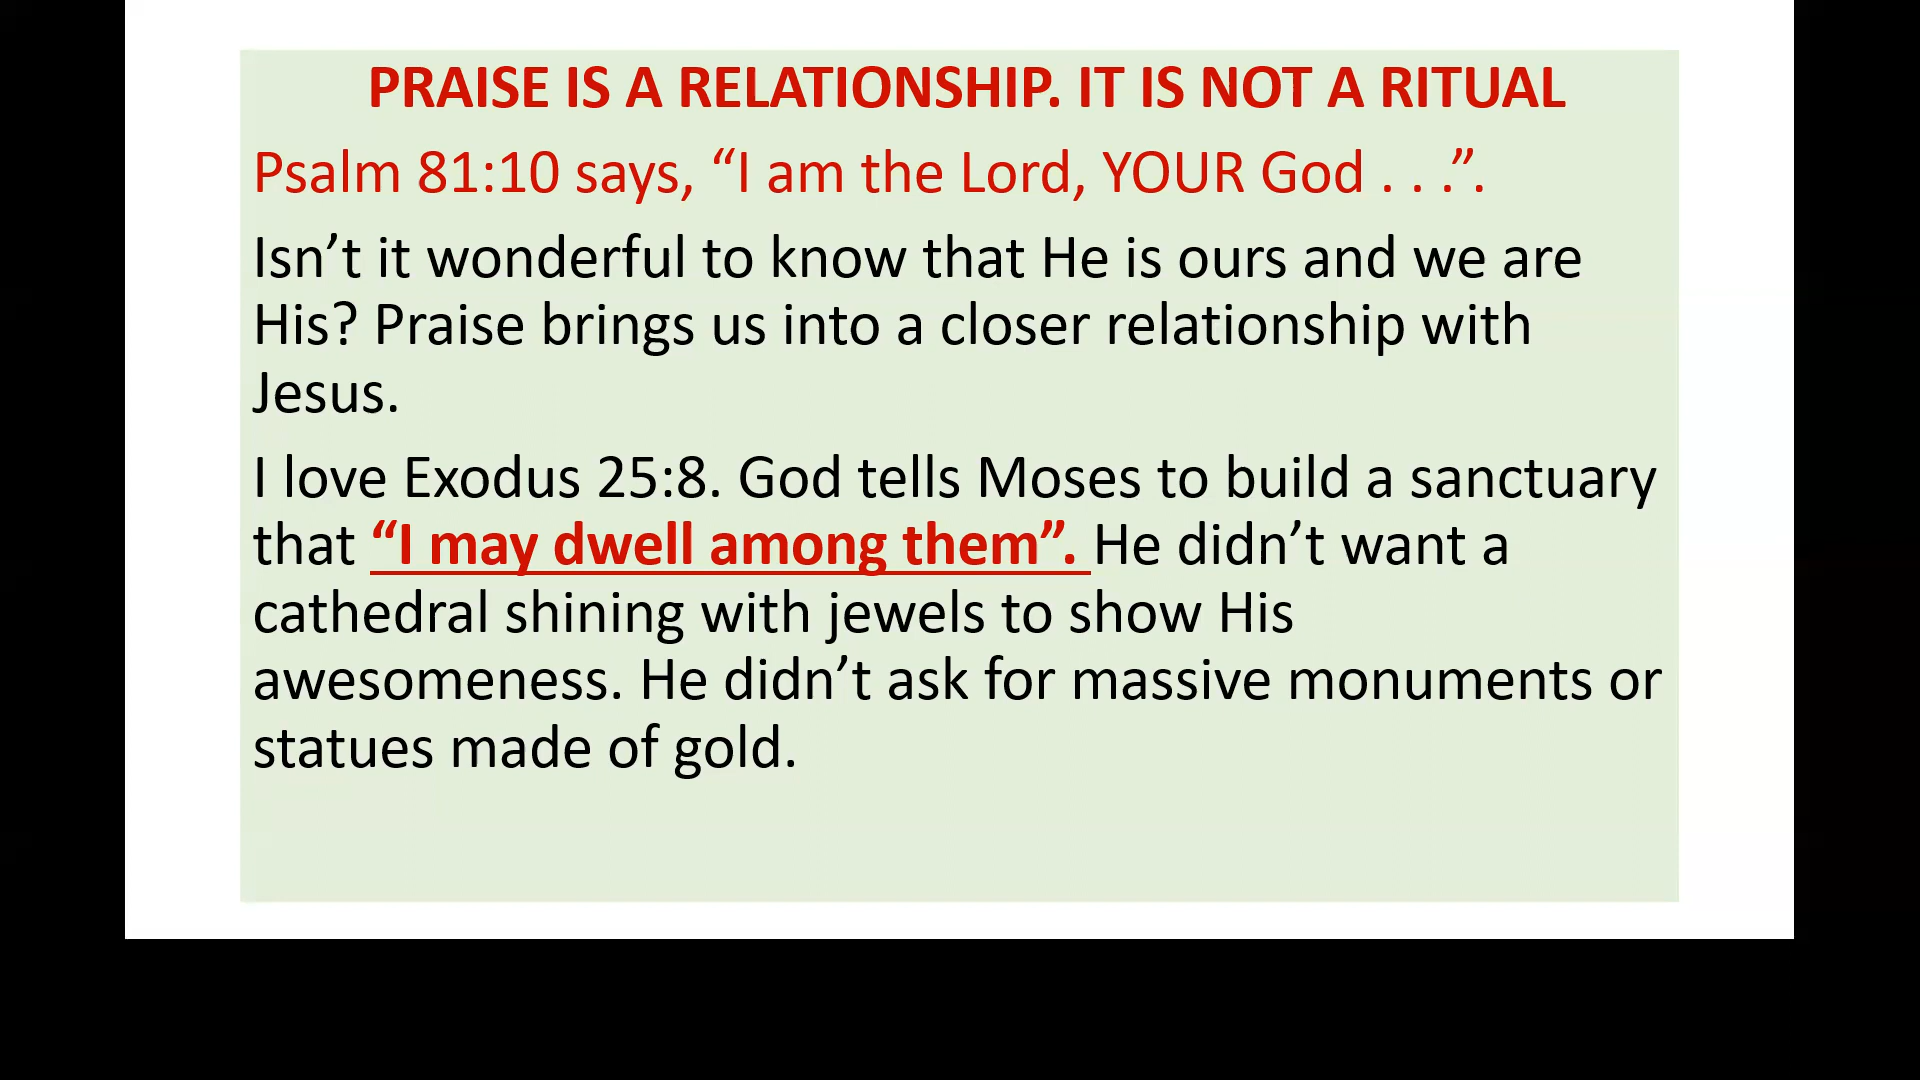 PRAISE IS A RELATIONSHIP. IT IS NOT A RITUAL
Psalm 81:10 says, “I am the Lord, YOUR God . . .”.
Isn’t it wonderful to know that He is ours and we are
His? Praise brings us into a closer relationship with
Jesus.
I love Exodus 25:8. God tells Moses to build a sanctuary
that “I may dwell among them”. He didn’t want a
cathedral shining with jewels to show His
awesomeness. He didn’t ask for massive monuments or
statues made of gold.